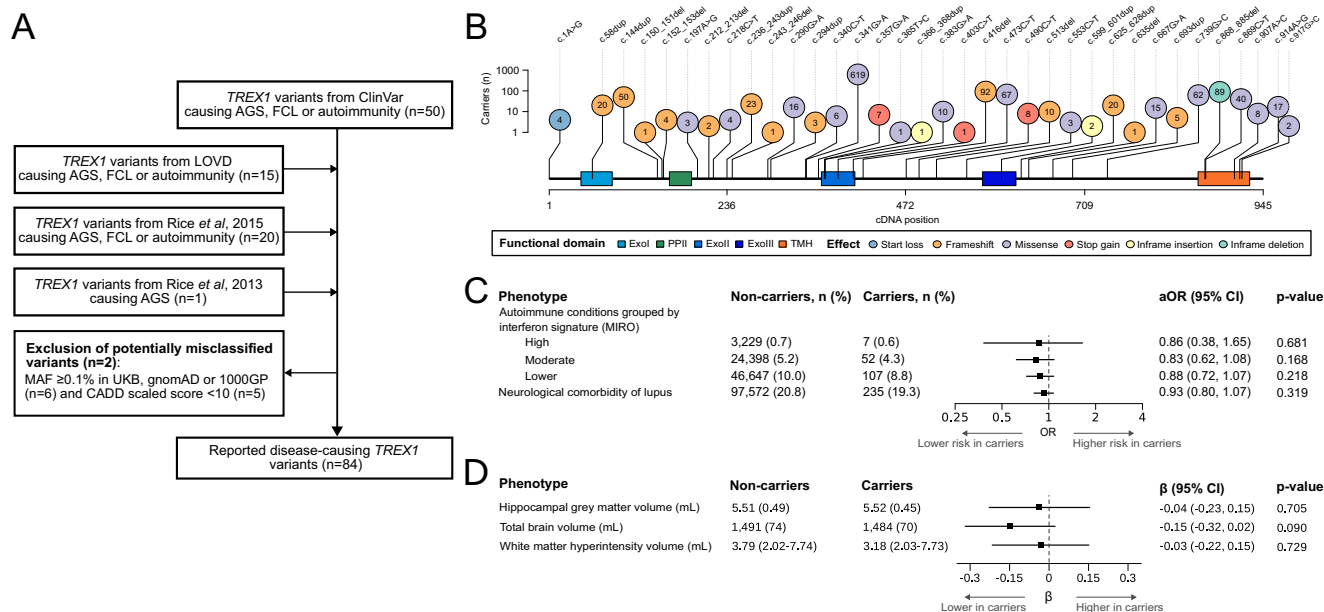 A
TREX1 variants from ClinVar
causing AGS, FCL or autoimmunity (n=50)
TREX1 variants from LOVD
causing AGS, FCL or autoimmunity (n=15)
TREX1 variants from Rice et al, 2015
causing AGS, FCL or autoimmunity (n=20)
TREX1 variants from Rice et al, 2013
causing AGS (n=1)
Exclusion of potentially misclassified
variants (n=2):
MAF ≥0.1% in UKB, gnomAD or 1000GP
(n=6) and CADD scaled score <10 (n=5)
Reported disease-causing TREX1
variants (n=84)
B
c.1A>G
c.58dup
c.144dup
c.150_151del
c.152_153del
c.197A>G
c.212_213del
c.218C>T
c.236_243dup
c.243_246del
c.290G>A
c.294dup
c.340C>T
c.341G>A
c.357G>A
c.365T>C
c.366_368dup
c.383G>A
c.403C>T
c.416del
c.473C>T
c.490C>T
c.513del
c.553C>T
c.599_601dup
c.625_628dup
c.635del
c.667G>A
c.693dup
c.739G>C
c.868_885del
c.869C>T
c.907A>C
c.914A>G
c.917G>C
Carriers (n)
1000
100
10
1
4
20
50
1
4
3
2
4
23
1
16
3
6
619
7
1
1
10
1
92
67
8
10
3
2
20
1
15
5
62
89
40
8
17
2
1 236 472 709 945
cDNA position
Functional domain ExoI PPII ExoII ExoIII TMH Effect Start loss Frameshift Missense Stop gain Inframe insertion Inframe deletion
C
Phenotype Non-carriers, n (%) Carriers, n (%) aOR (95% CI) p-value
Autoimmune conditions grouped by
interferon signature (MIRO)
High 3,229 (0.7) 7 (0.6) 0.86 (0.38, 1.65) 0.681
Moderate 24,398 (5.2) 52 (4.3) 0.83 (0.62, 1.08) 0.168
Lower 46,647 (10.0) 107 (8.8) 0.88 (0.72, 1.07) 0.218
Neurological comorbidity of lupus 97,572 (20.8) 235 (19.3) 0.93 (0.80, 1.07) 0.319
0.25 0.5 1 2 4
OR
Lower risk in carriers Higher risk in carriers
D
Phenotype Non-carriers Carriers β (95% CI) p-value
Hippocampal grey matter volume (mL) 5.51 (0.49) 5.52 (0.45) -0.04 (-0.23, 0.15) 0.705
Total brain volume (mL) 1,491 (74) 1,484 (70) -0.15 (-0.32, 0.02) 0.090
White matter hyperintensity volume (mL) 3.79 (2.02-7.74) 3.18 (2.03-7.73) -0.03 (-0.22, 0.15) 0.729
-0.3 -0.15 0 0.15 0.3
β
Lower in carriers Higher in carriers